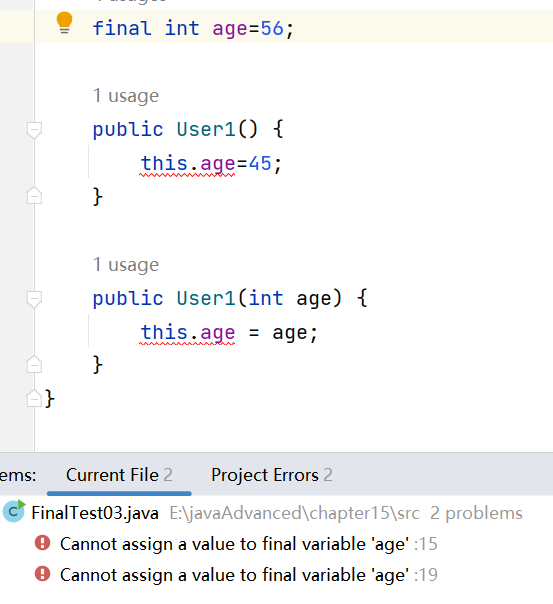 final int age=56;
1 usage
public User1() {
this.age=45;
}
1 usage
public User1(int age) {
this.age = age;
}
}
ems: Current File 2 Project Errors 2
FinalTest03.java E:\javaAdvanced\chapter15\src 2 problems
Cannot assign a value to final variable 'age' :15
Cannot assign a value to final variable 'age' :19